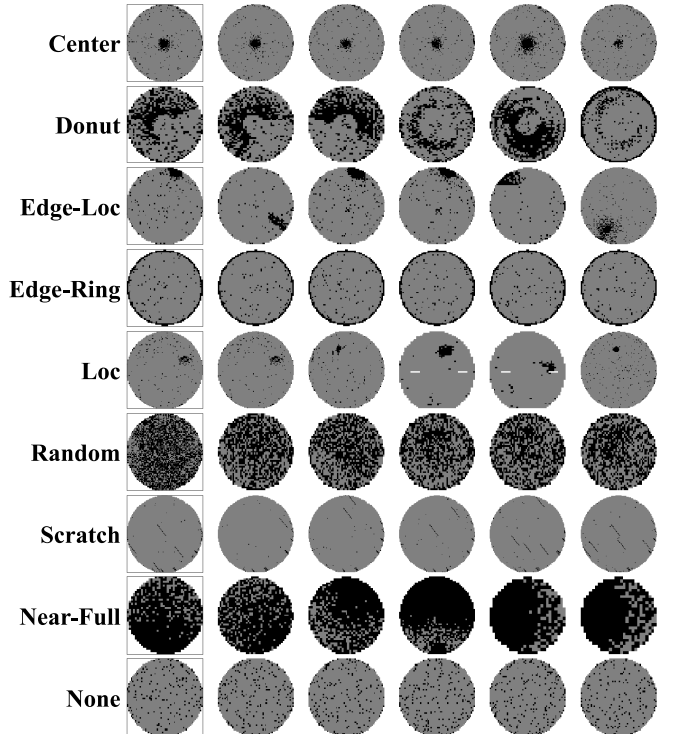 Center
Donut
Edge-Loc
Edge-Ring
Loc
Random
Scratch
Near-Full
None